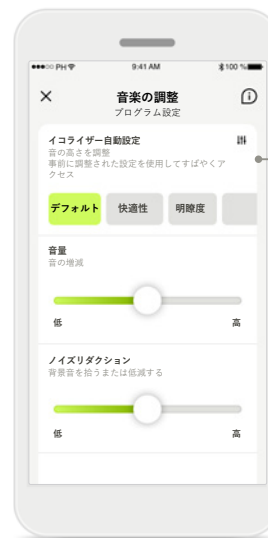 PH
9:41 AM
100 %
音楽の調整
プログラム設定
イコライザー自動設定
音の高さを調整
事前に調整された設定を使用してすばやくア
クセス
デフォルト
快適性
明瞭度
音量
音の増減
低
高
ノイズリダクション
背景音を拾うまたは低減する
低
高